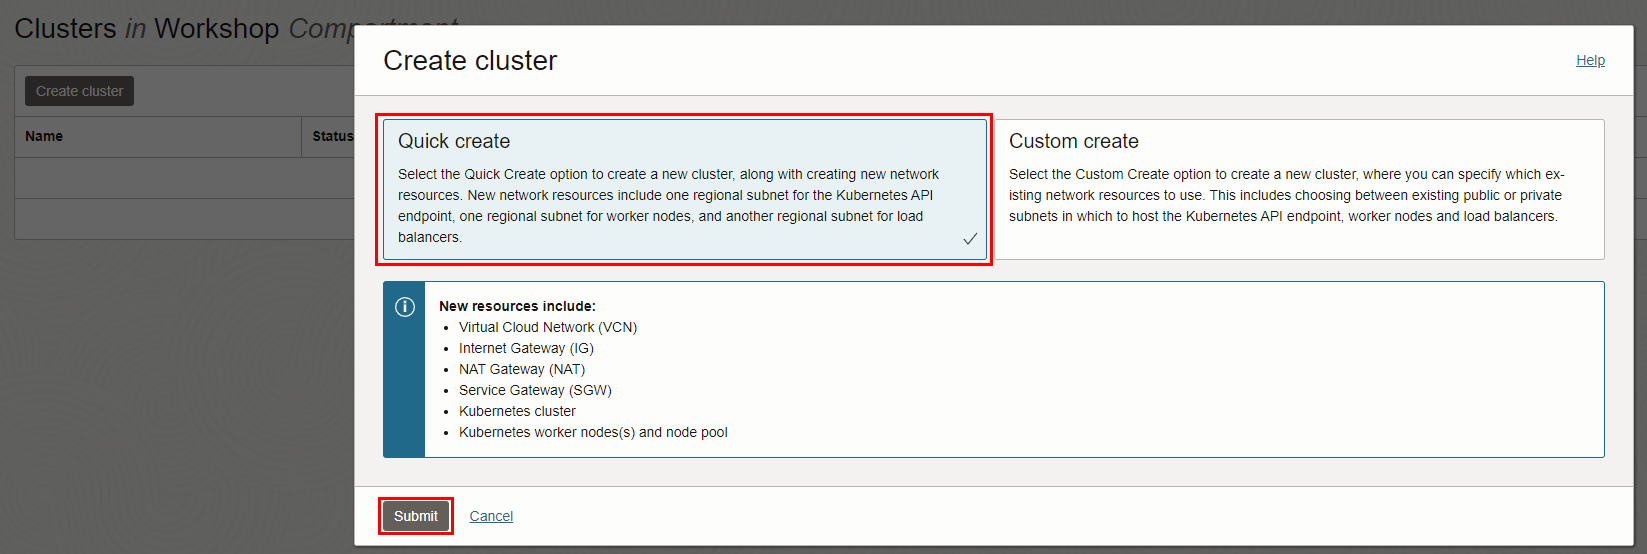 Clusters in Workshop Compartment
Create cluster
Name
Status
Create cluster
Help
Quick create
Select the Quick Create option to create a new cluster, along with creating new network
resources. New network resources include one regional subnet for the Kubernetes API
endpoint, one regional subnet for worker nodes, and another regional subnet for load
balancers.
Custom create
Select the Custom Create option to create a new cluster, where you can specify which ex-
isting network resources to use. This includes choosing between existing public or private
subnets in which to host the Kubernetes API endpoint, worker nodes and load balancers.
New resources include:
• Virtual Cloud Network (VCN)
• Internet Gateway (IG)
• NAT Gateway (NAT)
• Service Gateway (SGW)
• Kubernetes cluster
• Kubernetes worker nodes(s) and node pool
Submit
Cancel